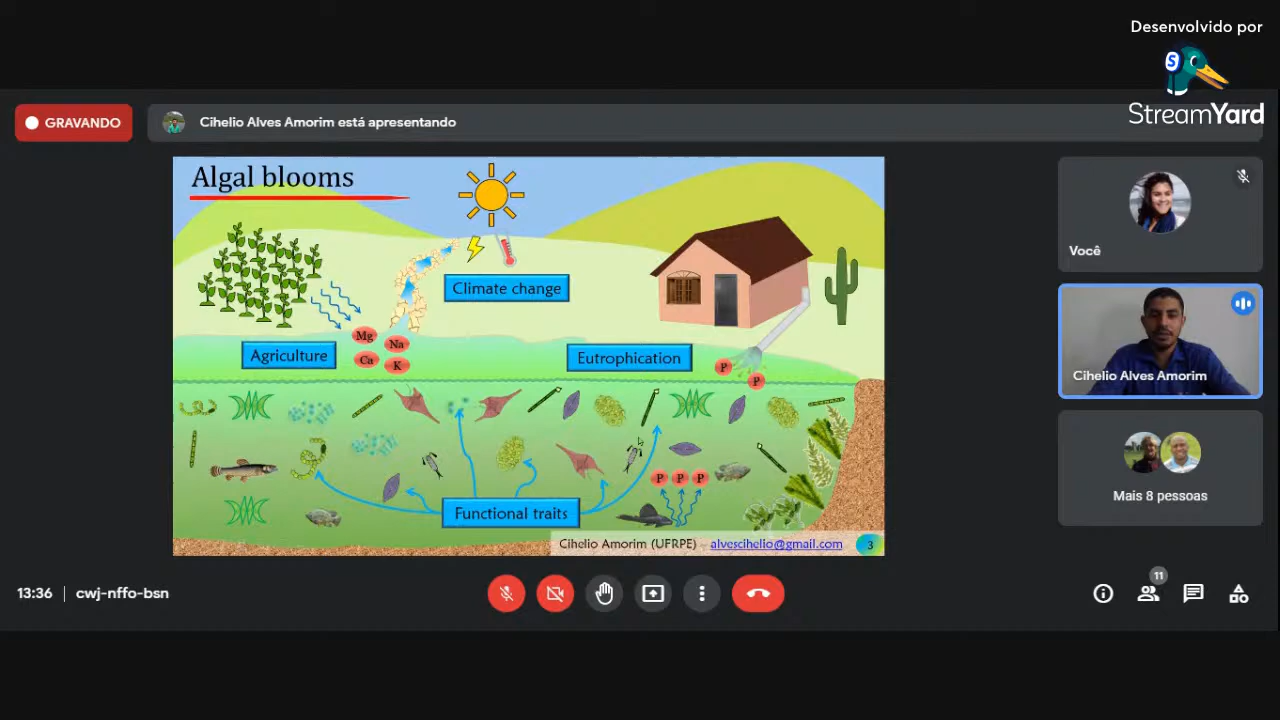 Desenvolvido por
S
StreamYard
GRAVANDO
Cihelio Alves Amorim está apresentando
Algal blooms
Climate change
Agriculture
Mg
Na
Ca
K
Eutrophication
P
P
P P P
Functional traits
Cihelio Amorim (UFRPE) – alvescihelio@gmail.com
3
Você
Cihelio Alves Amorim
Mais 8 pessoas
13:36 | cwj-nffo-bsn
11